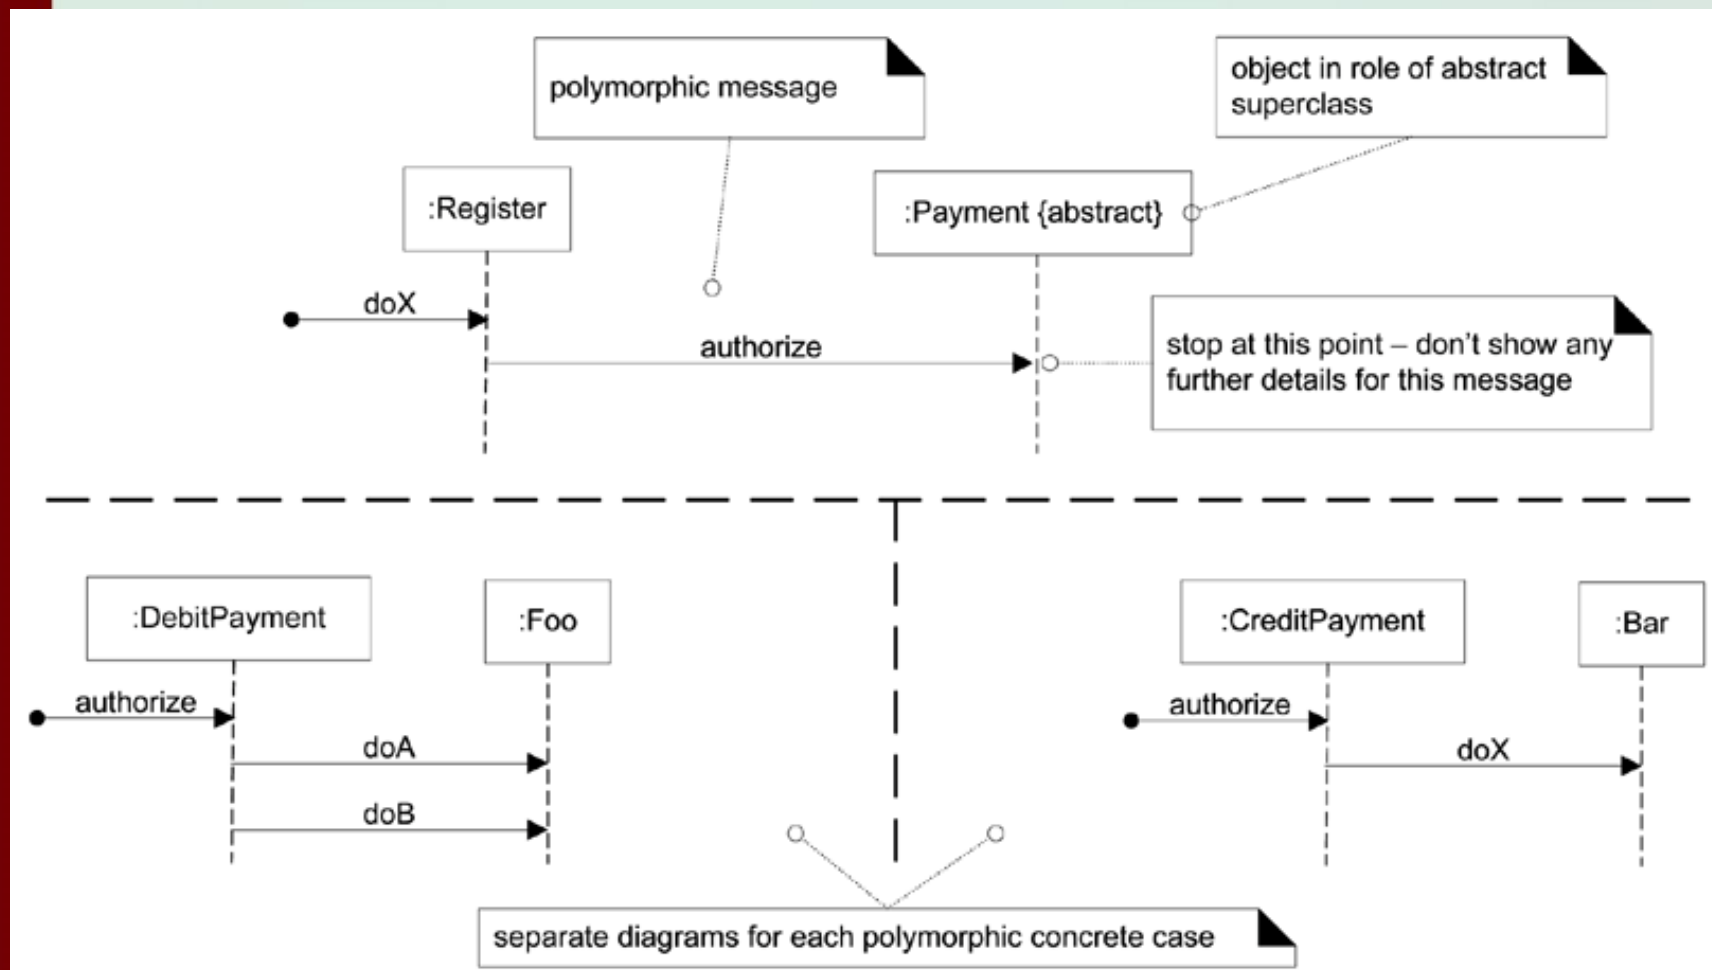 polymorphic message
object in role of abstract
superclass
:Register
:Payment {abstract}
doX
authorize
stop at this point – don't show any
further details for this message
:DebitPayment
:Foo
authorize
doA
doB
:CreditPayment
:Bar
authorize
doX
separate diagrams for each polymorphic concrete case